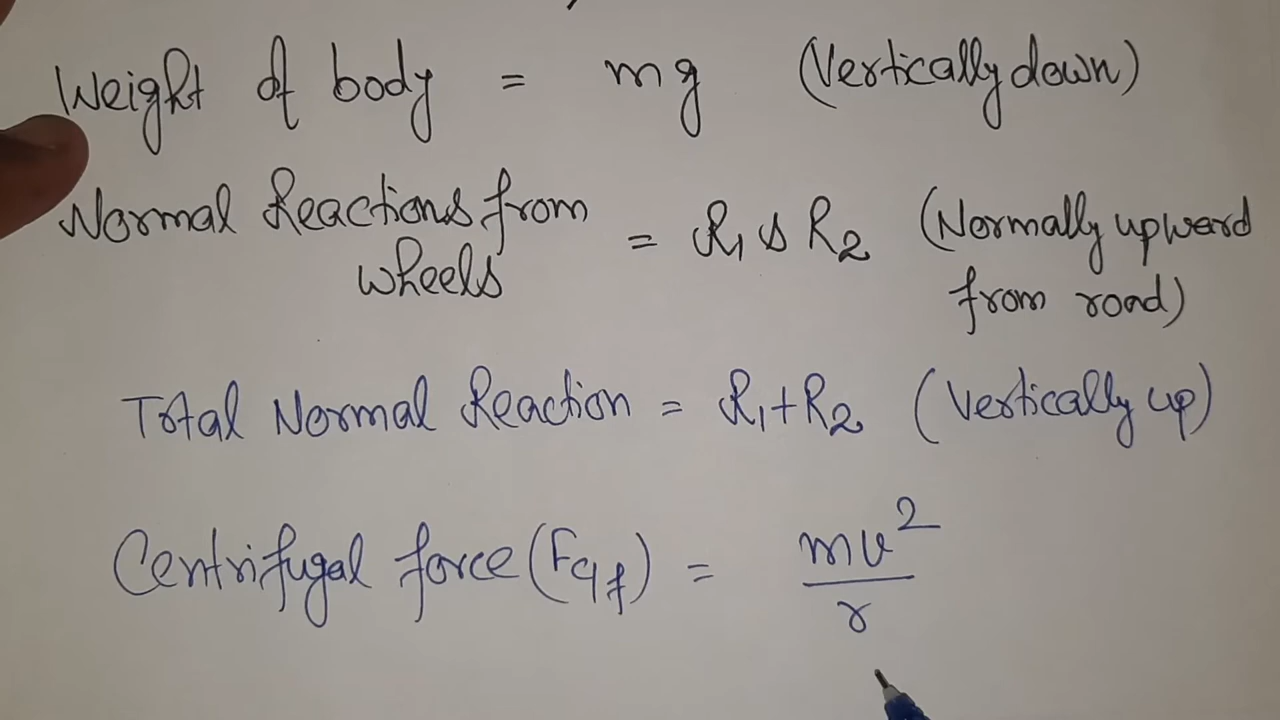 Weight of body = mg (Vertically down)
Normal Reactions from wheels = R₁ & R₂ (Normally upward from road)
Total Normal Reaction = R₁+R₂ (Vertically up)
Centrifugal force (Fcf) = mv²/r